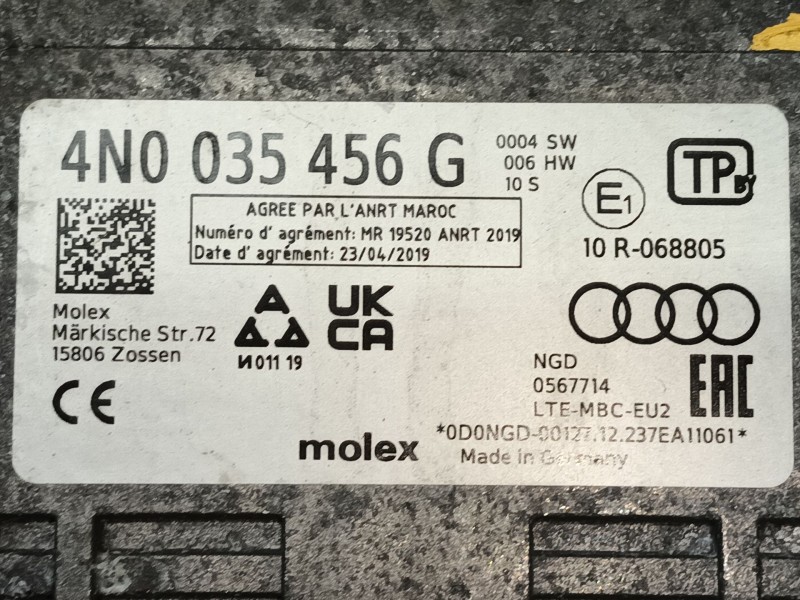 4N0 035 456 G
0004 SW
006 HW
10 S
TP BY
E1
10 R-068805
AGREE PAR L'ANRT MAROC
Numéro d' agrément: MR 19520 ANRT 2019
Date d' agrément: 23/04/2019
Molex
Märkische Str.72
15806 Zossen
И 011 19
UK
CA
CE
NGD
0567714
LTE-MBC-EU2
EAC
*0D0NGD-00127.12.237EA11061*
molex
Made in Germany